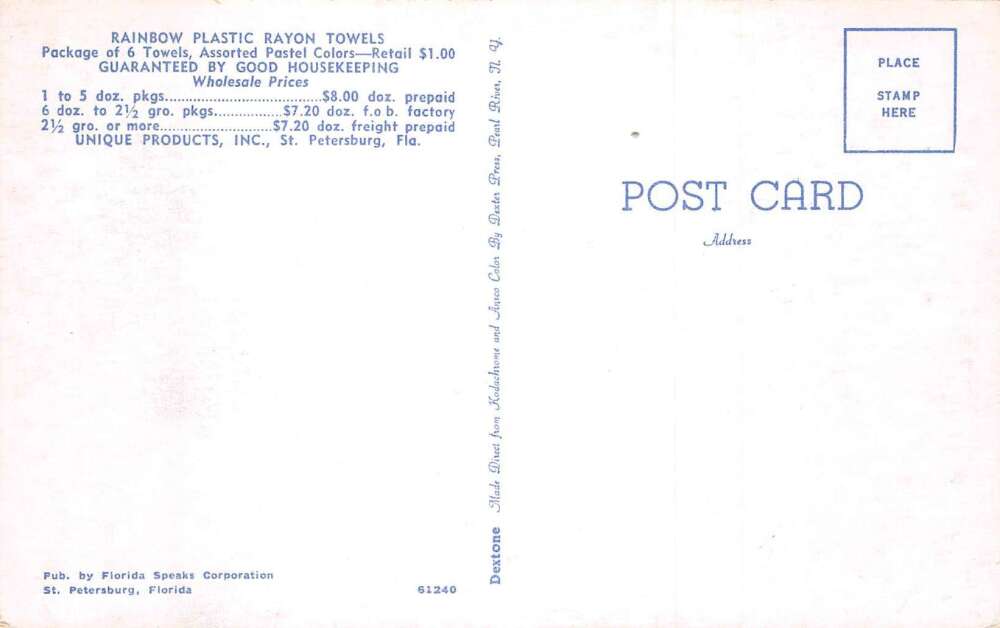 RAINBOW PLASTIC RAYON TOWELS
Package of 6 Towels, Assorted Pastel Colors—Retail $1.00
GUARANTEED BY GOOD HOUSEKEEPING
Wholesale Prices
1 to 5 doz. pkgs......................................$8.00 doz. prepaid
6 doz. to 2½ gro. pkgs.................$7.20 doz. f.o.b. factory
2½ gro. or more...........................$7.20 doz. freight prepaid
UNIQUE PRODUCTS, INC., St. Petersburg, Fla.
Pub. by Florida Speaks Corporation
St. Petersburg, Florida
61240
Dextone Made Direct from Kodachrome and Ansco Color By Dexter Press, Pearl River, N. Y.
PLACE
STAMP
HERE
POST CARD
Address